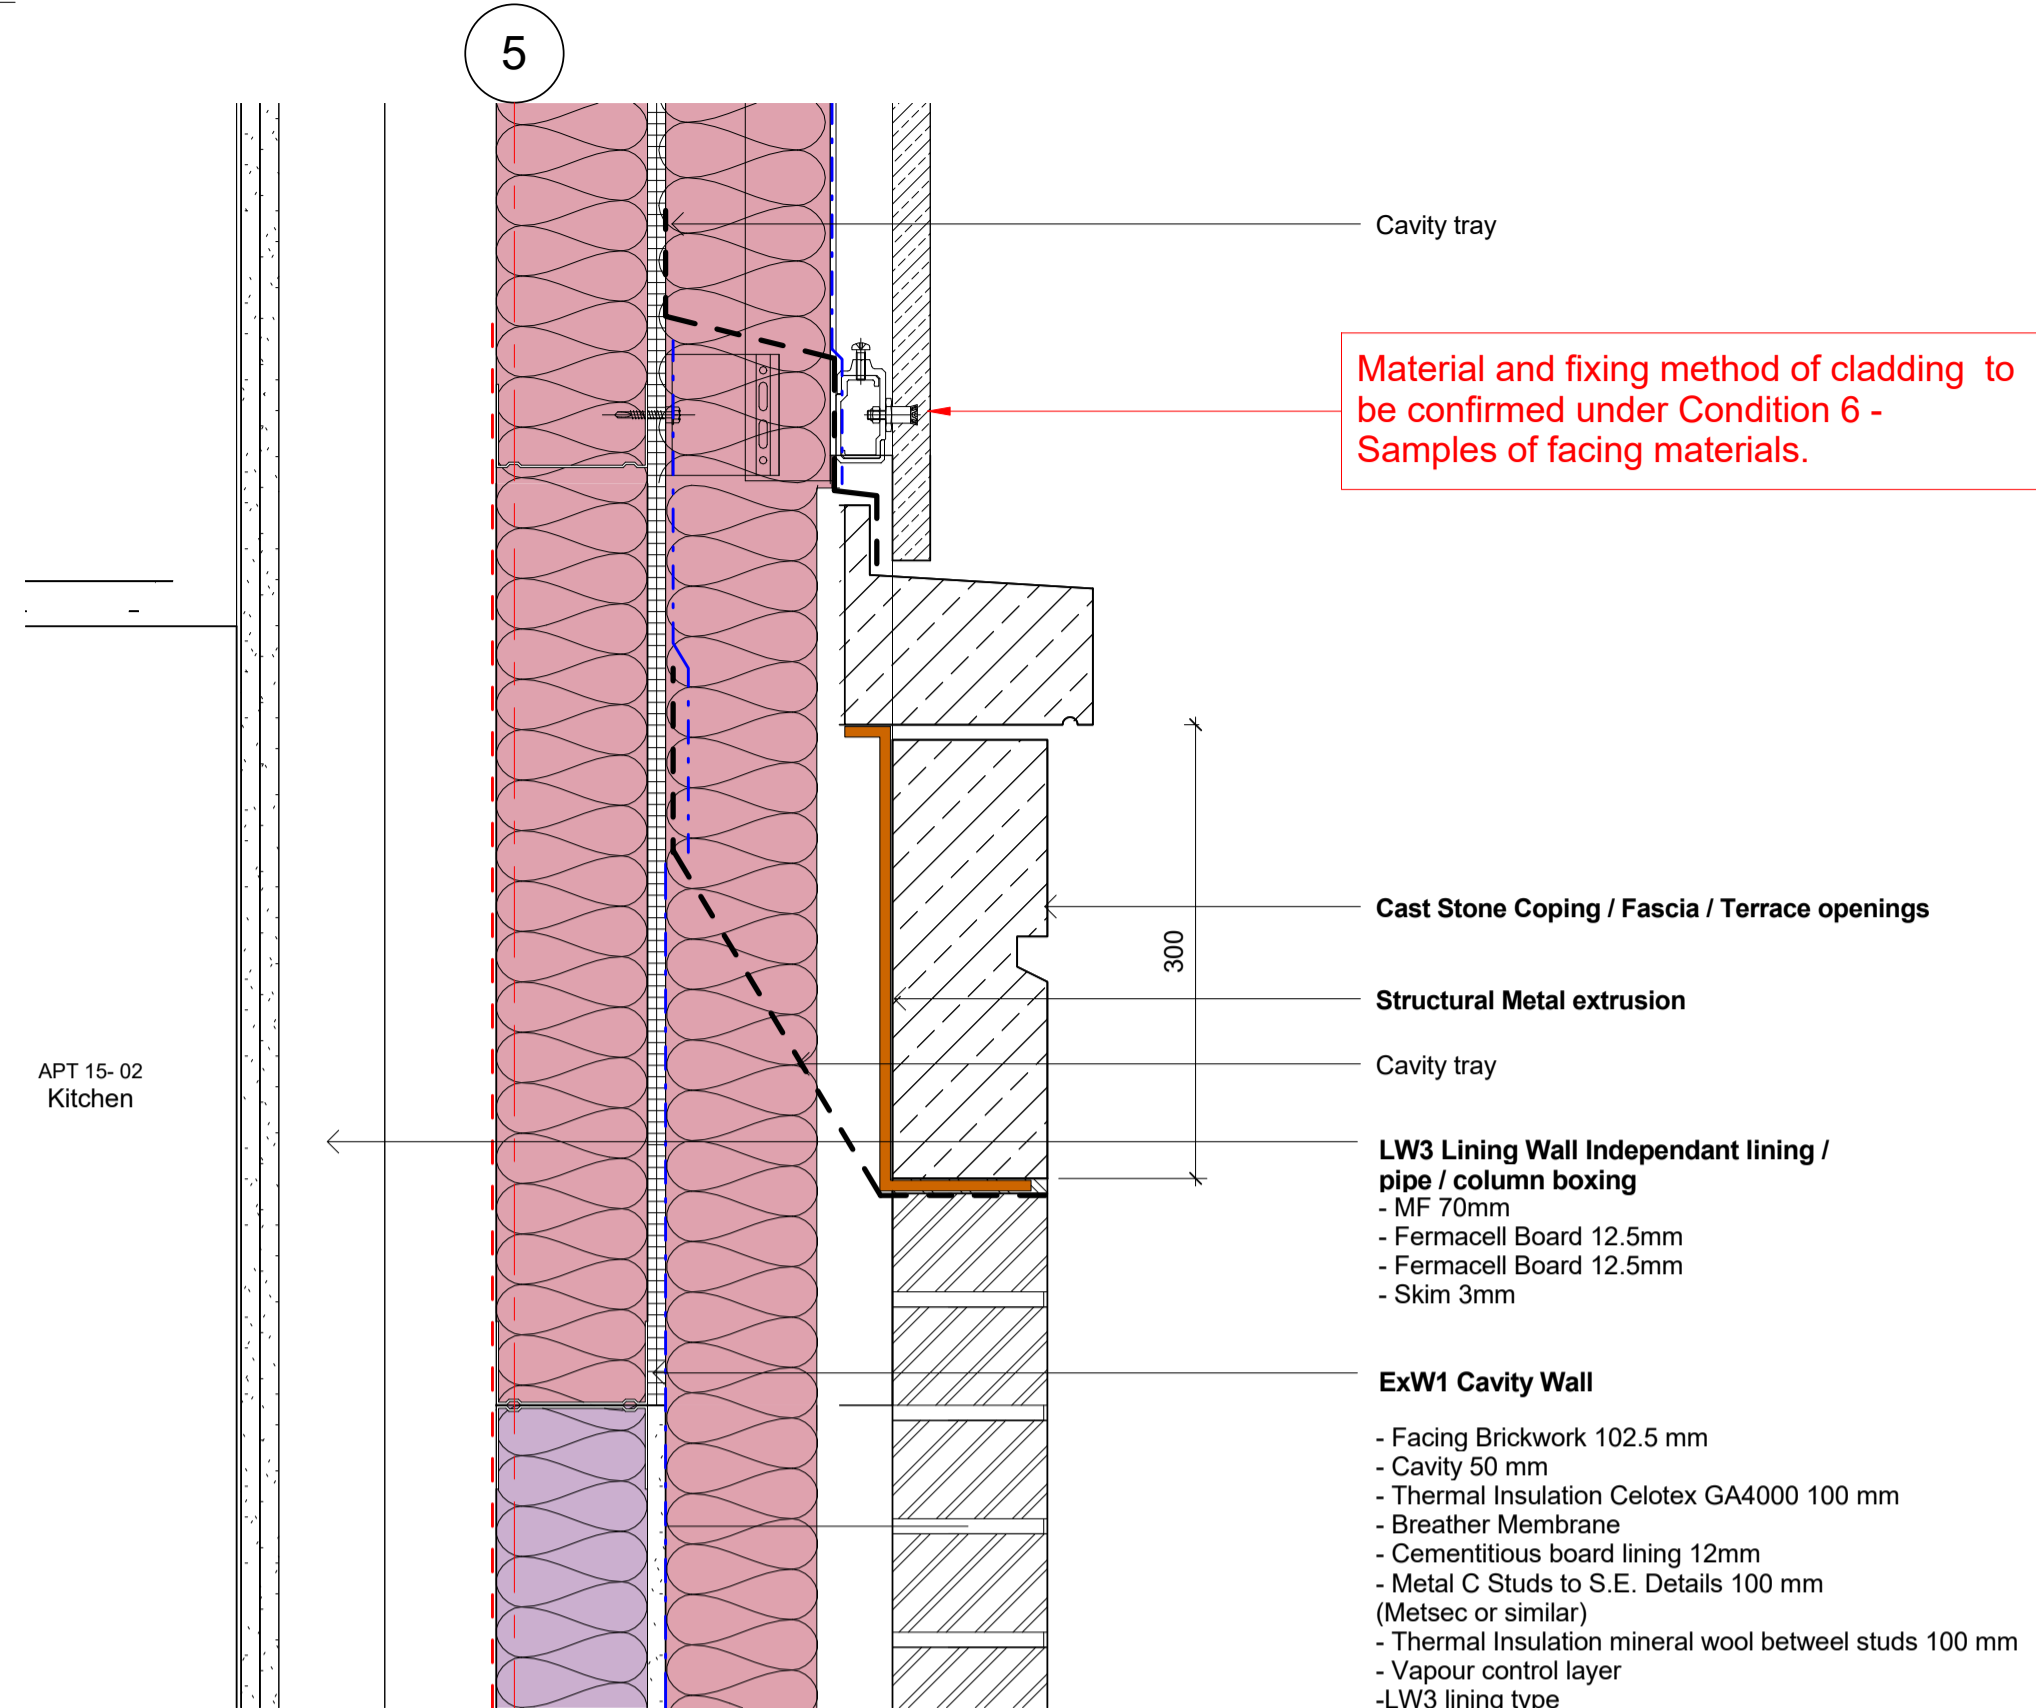 5
Cavity tray
Material and fixing method of cladding to
be confirmed under Condition 6 -
Samples of facing materials.
Cast Stone Coping / Fascia / Terrace openings
300
Structural Metal extrusion
Cavity tray
APT 15- 02
Kitchen
LW3 Lining Wall Independant lining /
pipe / column boxing
- MF 70mm
- Fermacell Board 12.5mm
- Fermacell Board 12.5mm
- Skim 3mm
ExW1 Cavity Wall
- Facing Brickwork 102.5 mm
- Cavity 50 mm
- Thermal Insulation Celotex GA4000 100 mm
- Breather Membrane
- Cementitious board lining 12mm
- Metal C Studs to S.E. Details 100 mm
(Metsec or similar)
- Thermal Insulation mineral wool betweel studs 100 mm
- Vapour control layer
-LW3 lining type